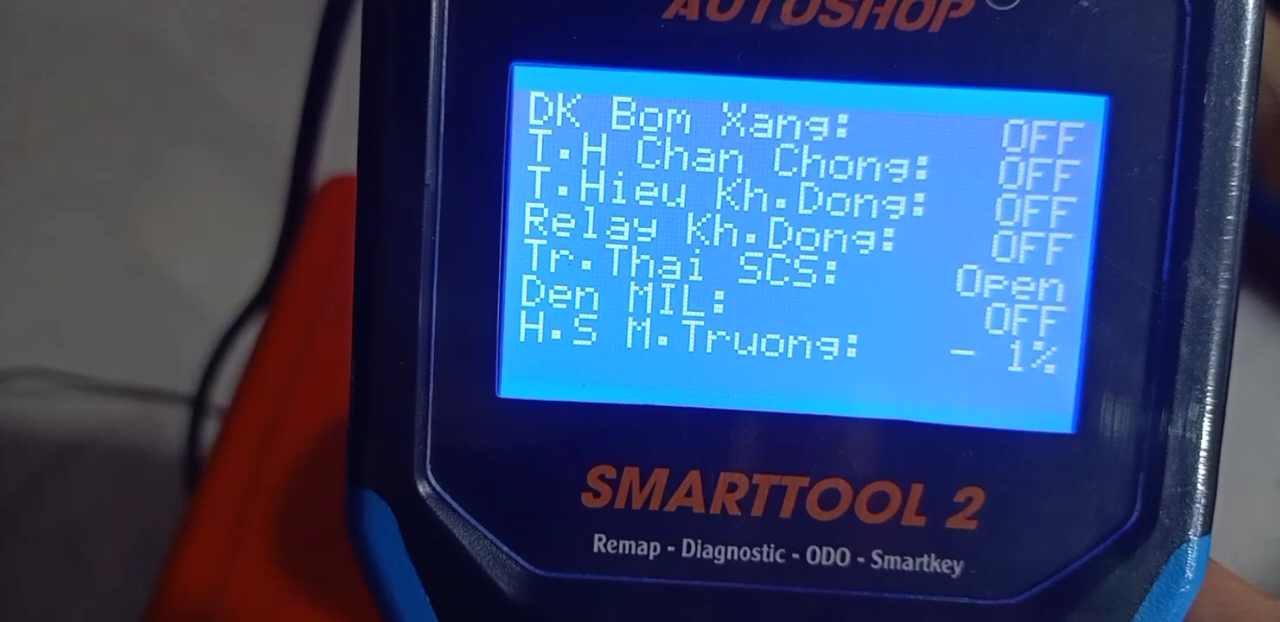 AUTOSHOP
DK Bom Xang: OFF
T.H Chan Chong: OFF
T.Hieu Kh.Dong: OFF
Relay Kh.Dong: OFF
Tr.Thai SCS: Open
Den MIL: OFF
H.S M.Truong: - 1%
SMARTTOOL 2
Remap - Diagnostic - ODO - Smartkey